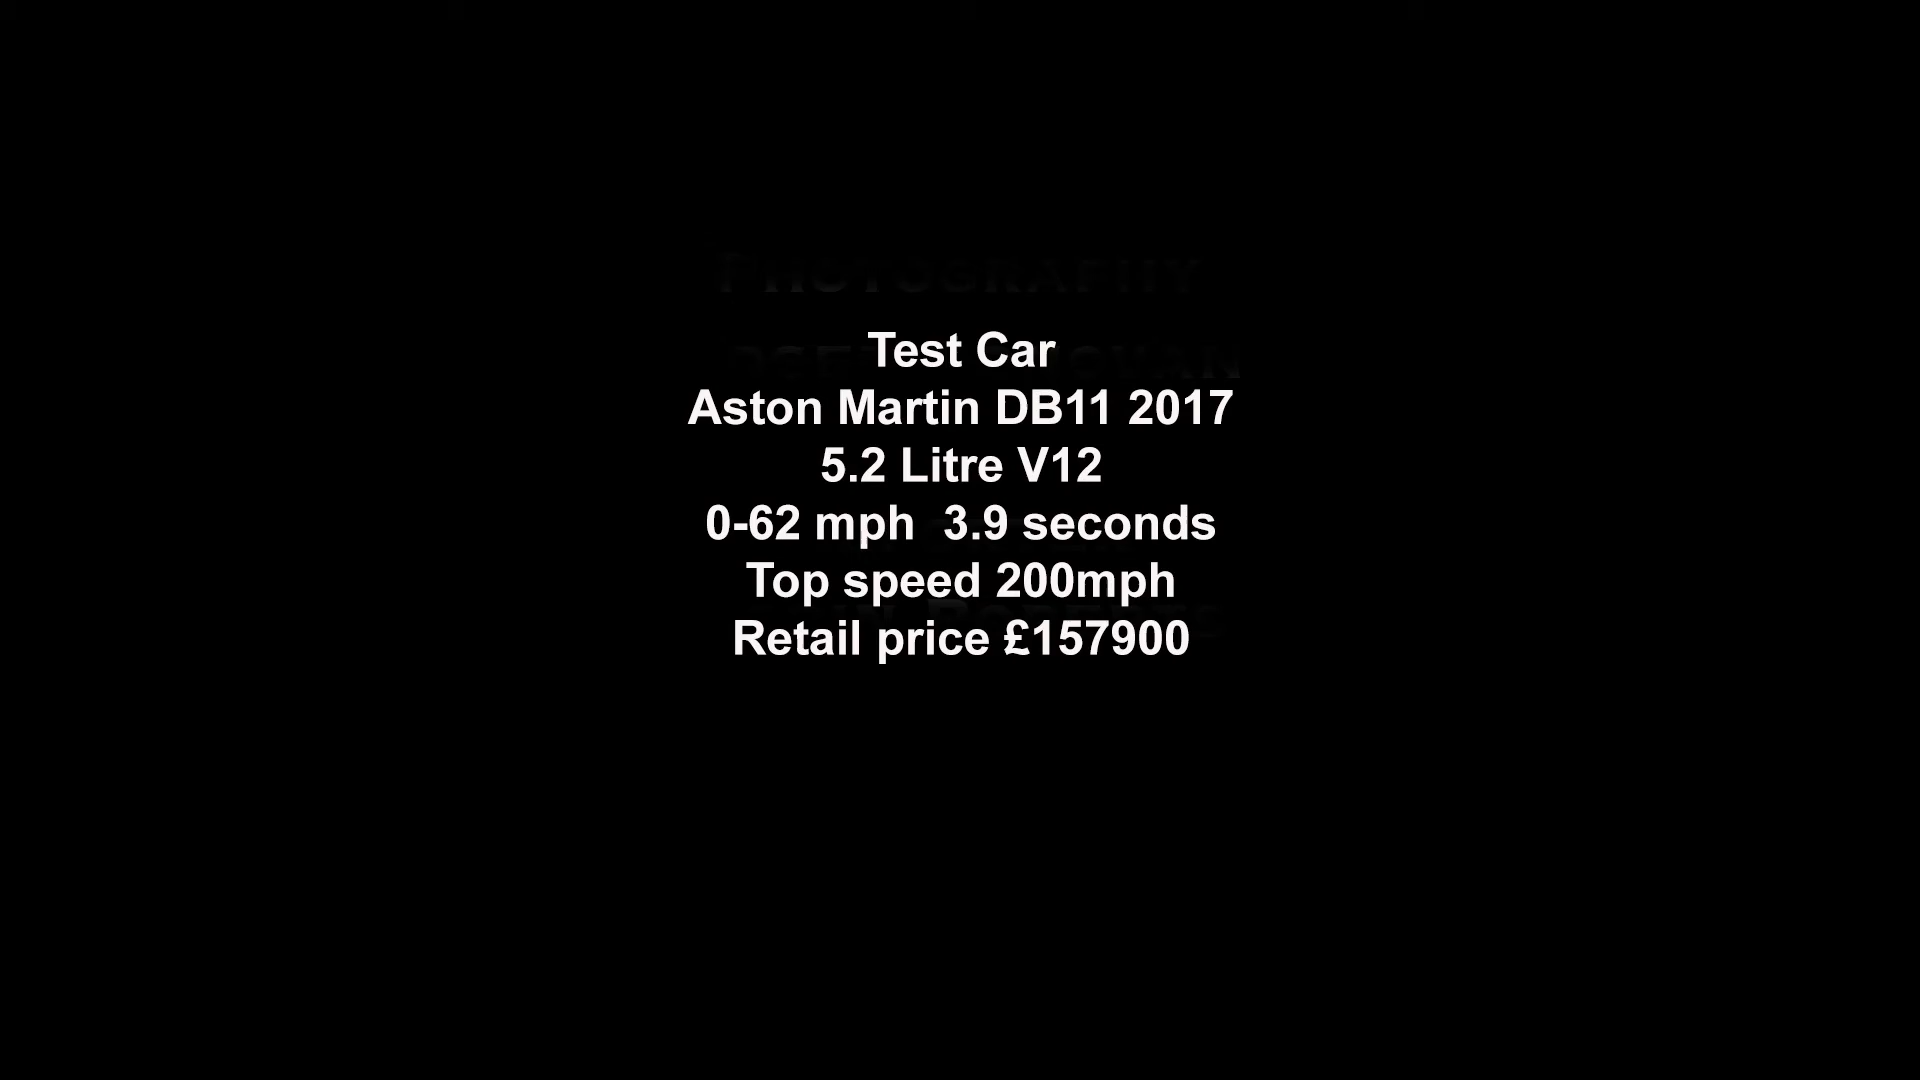 PHOTOGRAPHY
Test Car
Aston Martin DB11 2017
5.2 Litre V12
0-62 mph  3.9 seconds
Top speed 200mph
Retail price £157900